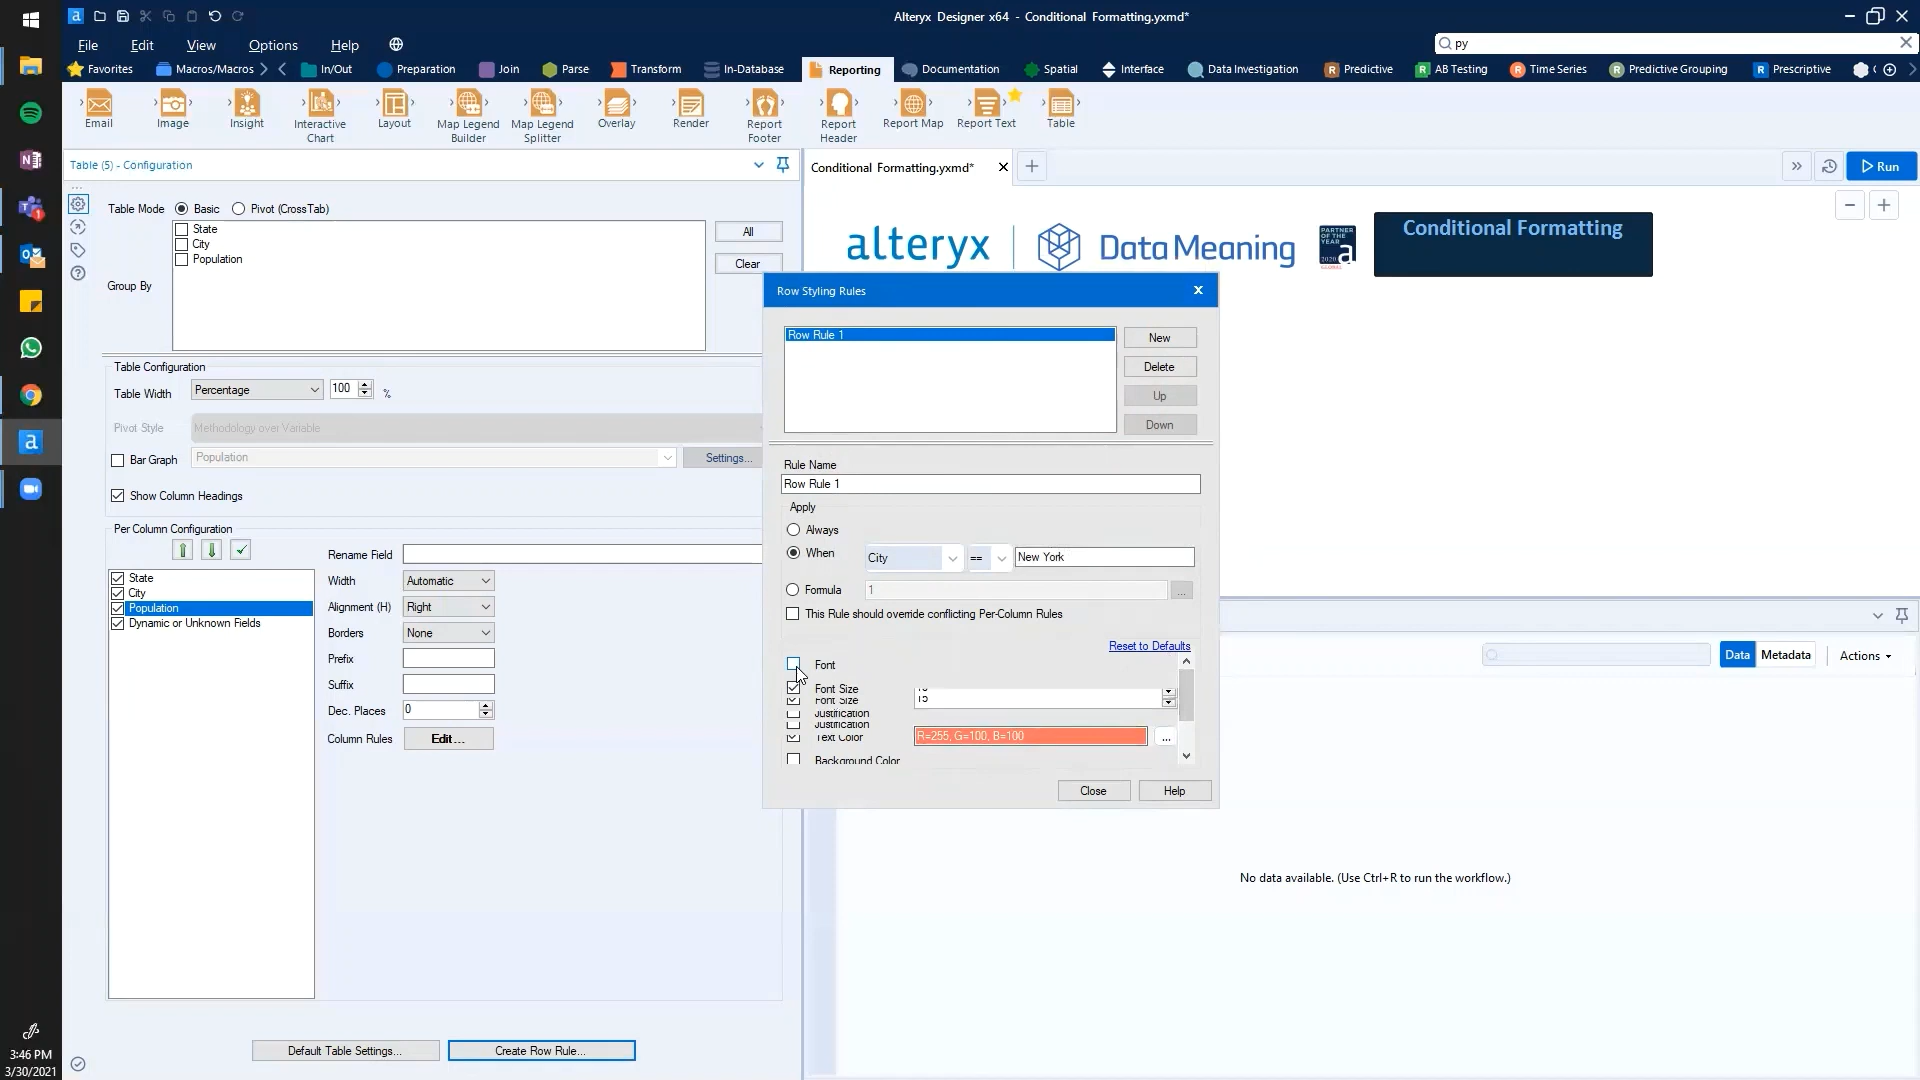 Alteryx Designer x64 - Conditional Formatting.yxmd*
File Edit View Options Help
py
Favorites Macros/Macros In/Out Preparation Join Parse Transform In-Database Reporting Documentation Spatial Interface Data Investigation Predictive AB Testing Time Series Predictive Grouping Prescriptive
Email Image Insight Interactive Chart Layout Map Legend Builder Map Legend Splitter Overlay Render Report Footer Report Header Report Map Report Text Table
Table (5) - Configuration
Conditional Formatting.yxmd*
Run
Table Mode Basic Pivot (CrossTab)
State
City
Population
All
Clear
Group By
alteryx
Data Meaning
PARTNER OF THE YEAR 2020
Conditional Formatting
Table Configuration
Table Width Percentage 100 %
Pivot Style Methodology over Variable
Bar Graph Population Settings...
Show Column Headings
Per Column Configuration
State
City
Population
Dynamic or Unknown Fields
Rename Field
Width Automatic
Alignment (H) Right
Borders None
Prefix
Suffix
Dec. Places 0
Column Rules Edit...
Default Table Settings...
Create Row Rule...
Row Styling Rules
Row Rule 1
New
Delete
Up
Down
Rule Name
Row Rule 1
Apply
Always
When City == New York
Formula 1 ...
This Rule should override conflicting Per-Column Rules
Reset to Defaults
Font
Font Size
Font Size 15
Justification
Justification
Text Color R=255, G=100, B=100 ...
Background Color
Close Help
Data Metadata Actions
No data available. (Use Ctrl+R to run the workflow.)
3:46 PM
3/30/2021